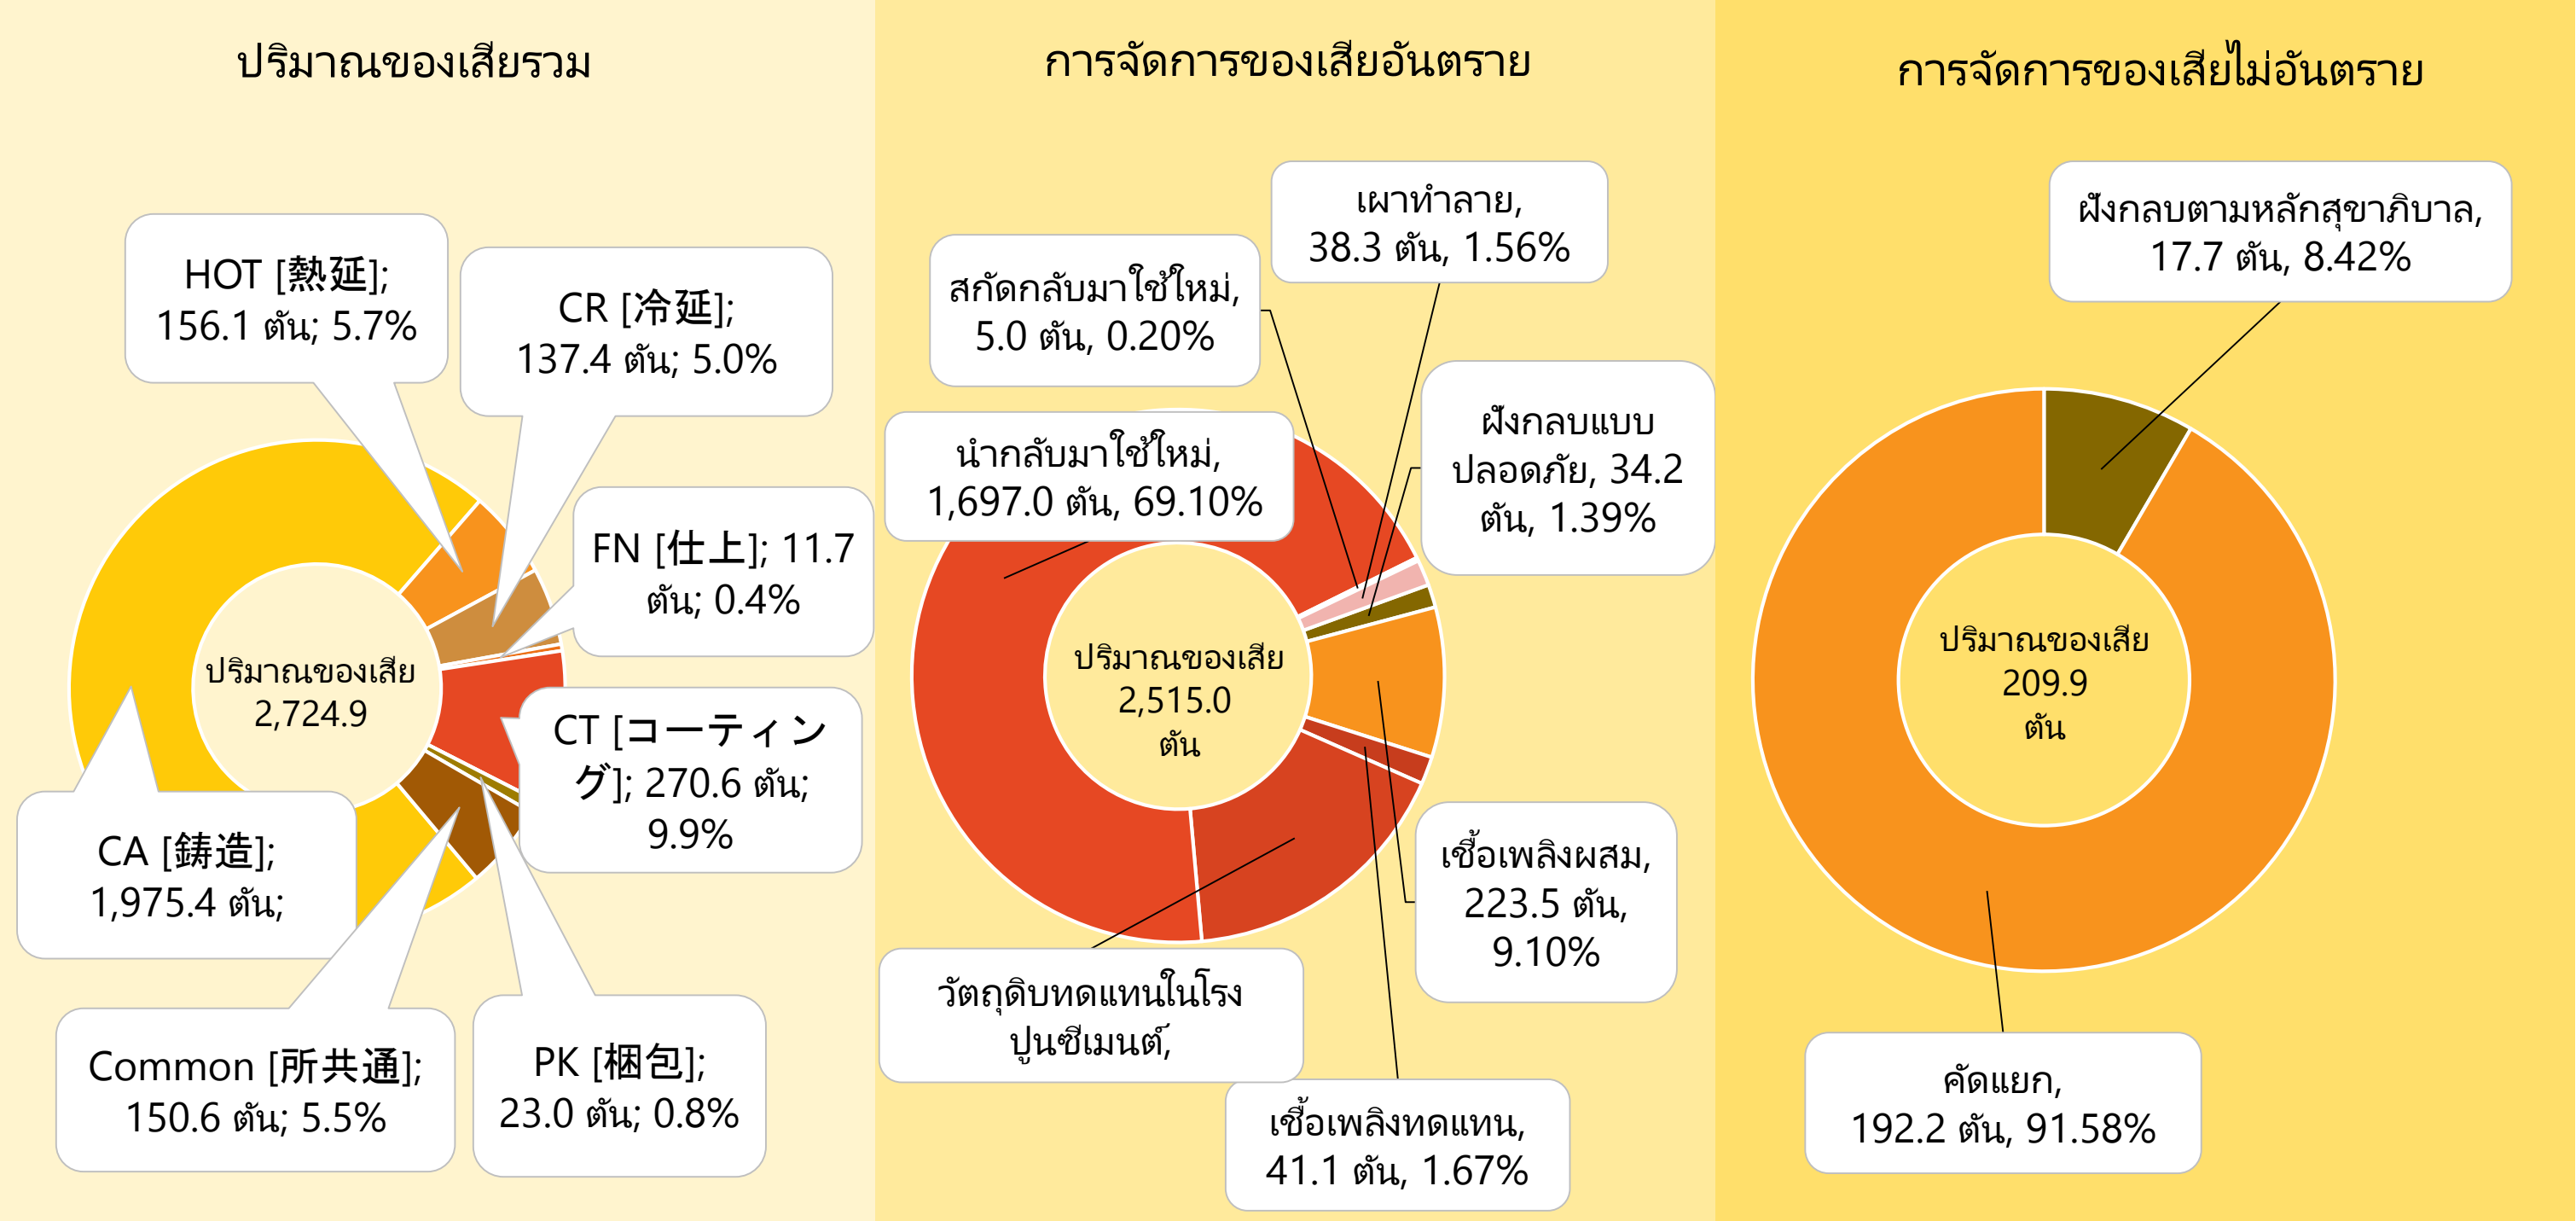 ปริมาณของเสียรวม
HOT [熱延];
156.1 ตัน; 5.7%
CR [冷延];
137.4 ตัน; 5.0%
FN [仕上]; 11.7
ตัน; 0.4%
ปริมาณของเสีย
2,724.9
CT [コーティン
グ]; 270.6 ตัน;
9.9%
CA [鋳造];
1,975.4 ตัน;
Common [所共通];
150.6 ตัน; 5.5%
PK [梱包];
23.0 ตัน; 0.8%
การจัดการของเสียอันตราย
เผาทำลาย,
38.3 ตัน, 1.56%
สกัดกลับมาใช้ใหม่,
5.0 ตัน, 0.20%
นำกลับมาใช้ใหม่,
1,697.0 ตัน, 69.10%
ฝังกลบแบบ
ปลอดภัย, 34.2
ตัน, 1.39%
ปริมาณของเสีย
2,515.0
ตัน
เชื้อเพลิงผสม,
223.5 ตัน,
9.10%
วัตถุดิบทดแทนในโรง
ปูนซีเมนต์,
เชื้อเพลิงทดแทน,
41.1 ตัน, 1.67%
การจัดการของเสียไม่อันตราย
ฝังกลบตามหลักสุขาภิบาล,
17.7 ตัน, 8.42%
ปริมาณของเสีย
209.9
ตัน
คัดแยก,
192.2 ตัน, 91.58%